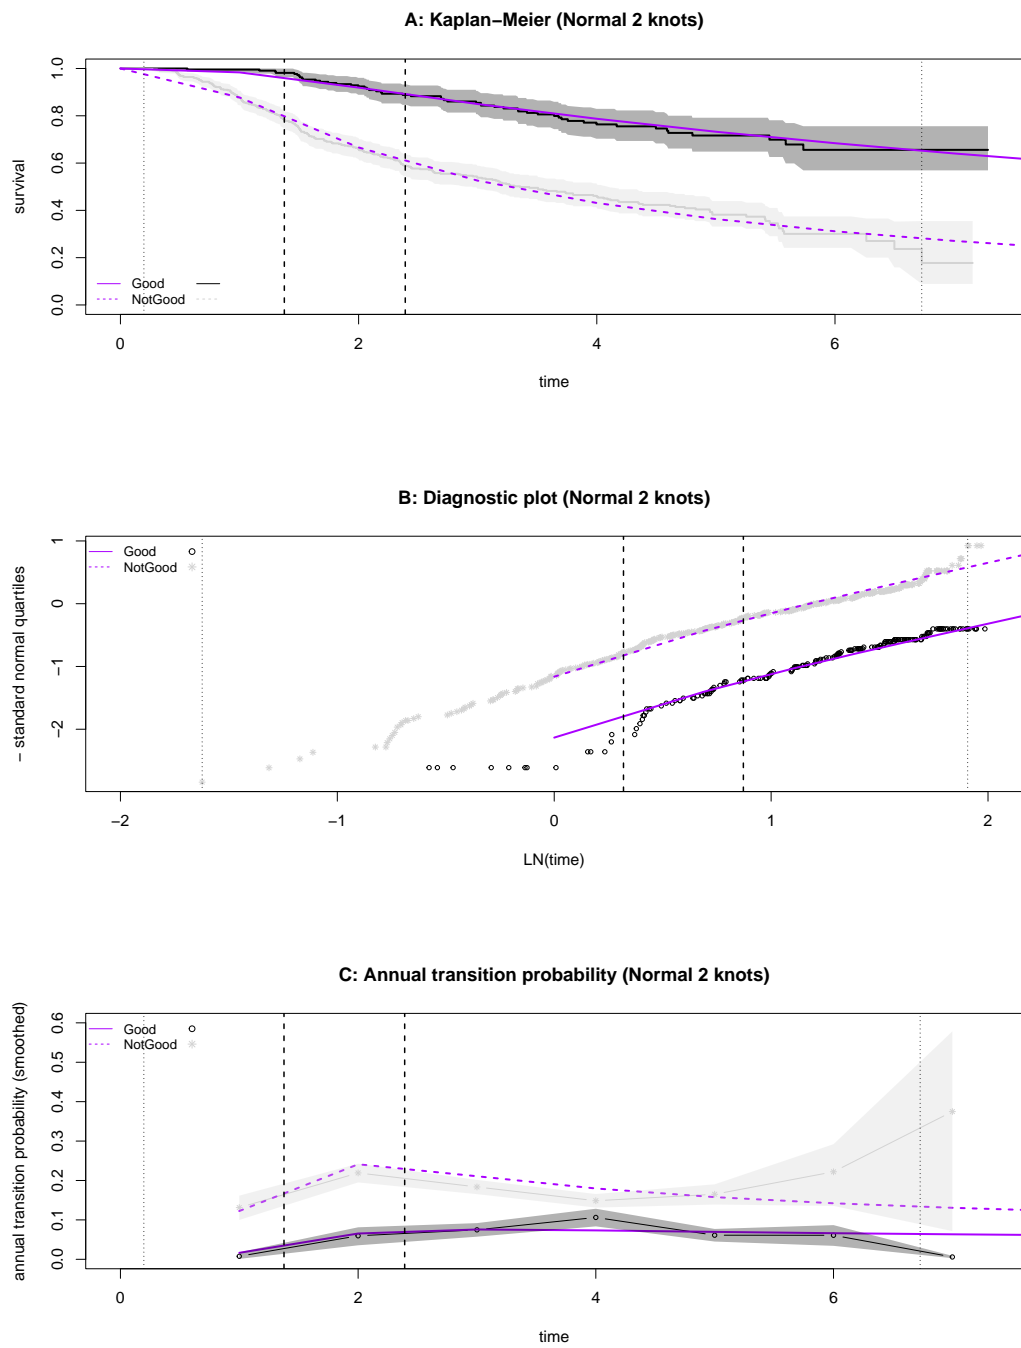 A: Kaplan−Meier (Normal 2 knots)
survival
1.0
0.8
0.6
0.4
0.2
0.0
Good
NotGood
0 2 4 6
time
B: Diagnostic plot (Normal 2 knots)
− standard normal quartiles
1
0
−1
−2
Good
NotGood
−2 −1 0 1 2
LN(time)
C: Annual transition probability (Normal 2 knots)
annual transition probability (smoothed)
0.6
0.5
0.4
0.3
0.2
0.1
0.0
Good
NotGood
0 2 4 6
time